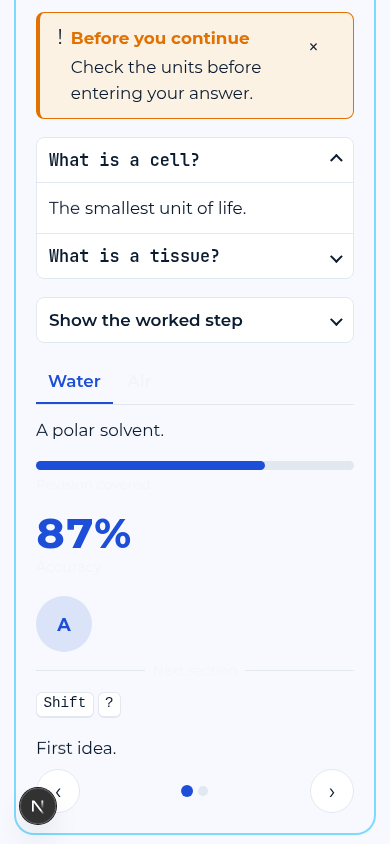 ! Before you continue ×
Check the units before
entering your answer.
What is a cell?
The smallest unit of life.
What is a tissue?
Show the worked step
Water Air
A polar solvent.
87%
Accuracy
A
Shift ?
First idea.
‹ ›
N